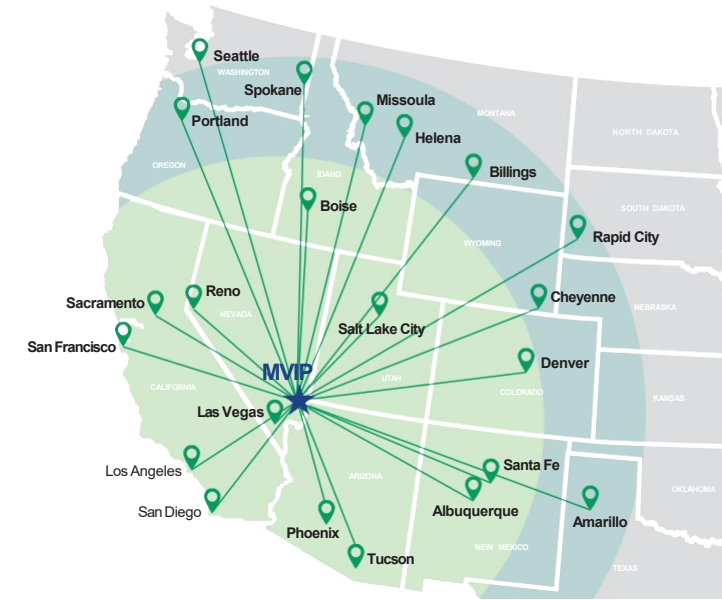 Seattle
WASHINGTON
Spokane
Missoula
MONTANA
Portland
Helena
NORTH DAKOTA
OREGON
IDAHO
Billings
Boise
SOUTH DAKOTA
Rapid City
WYOMING
Reno
Cheyenne
Sacramento
NEBRASKA
NEVADA
Salt Lake City
San Francisco
Denver
MVIP
UTAH
CALIFORNIA
COLORADO
KANSAS
Las Vegas
Santa Fe
Los Angeles
ARIZONA
OKLAHOMA
San Diego
Albuquerque
Amarillo
Phoenix
NEW MEXICO
Tucson
TEXAS